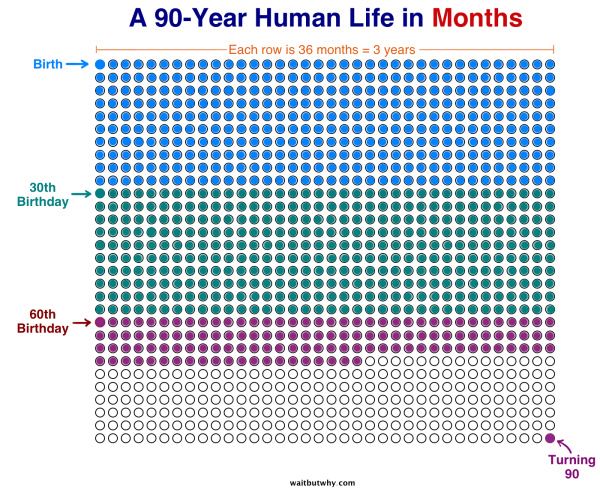 A 90-Year Human Life in Months
Each row is 36 months = 3 years
Birth
30th
Birthday
60th
Birthday
Turning
90
waitbutwhy.com